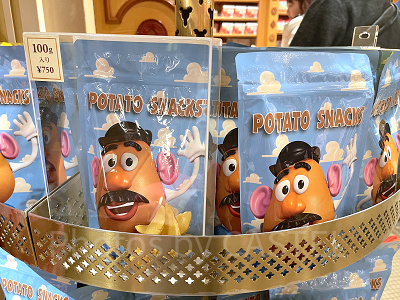 100g
入り
¥750
POTATO SNACKS
POTATO SNACKS